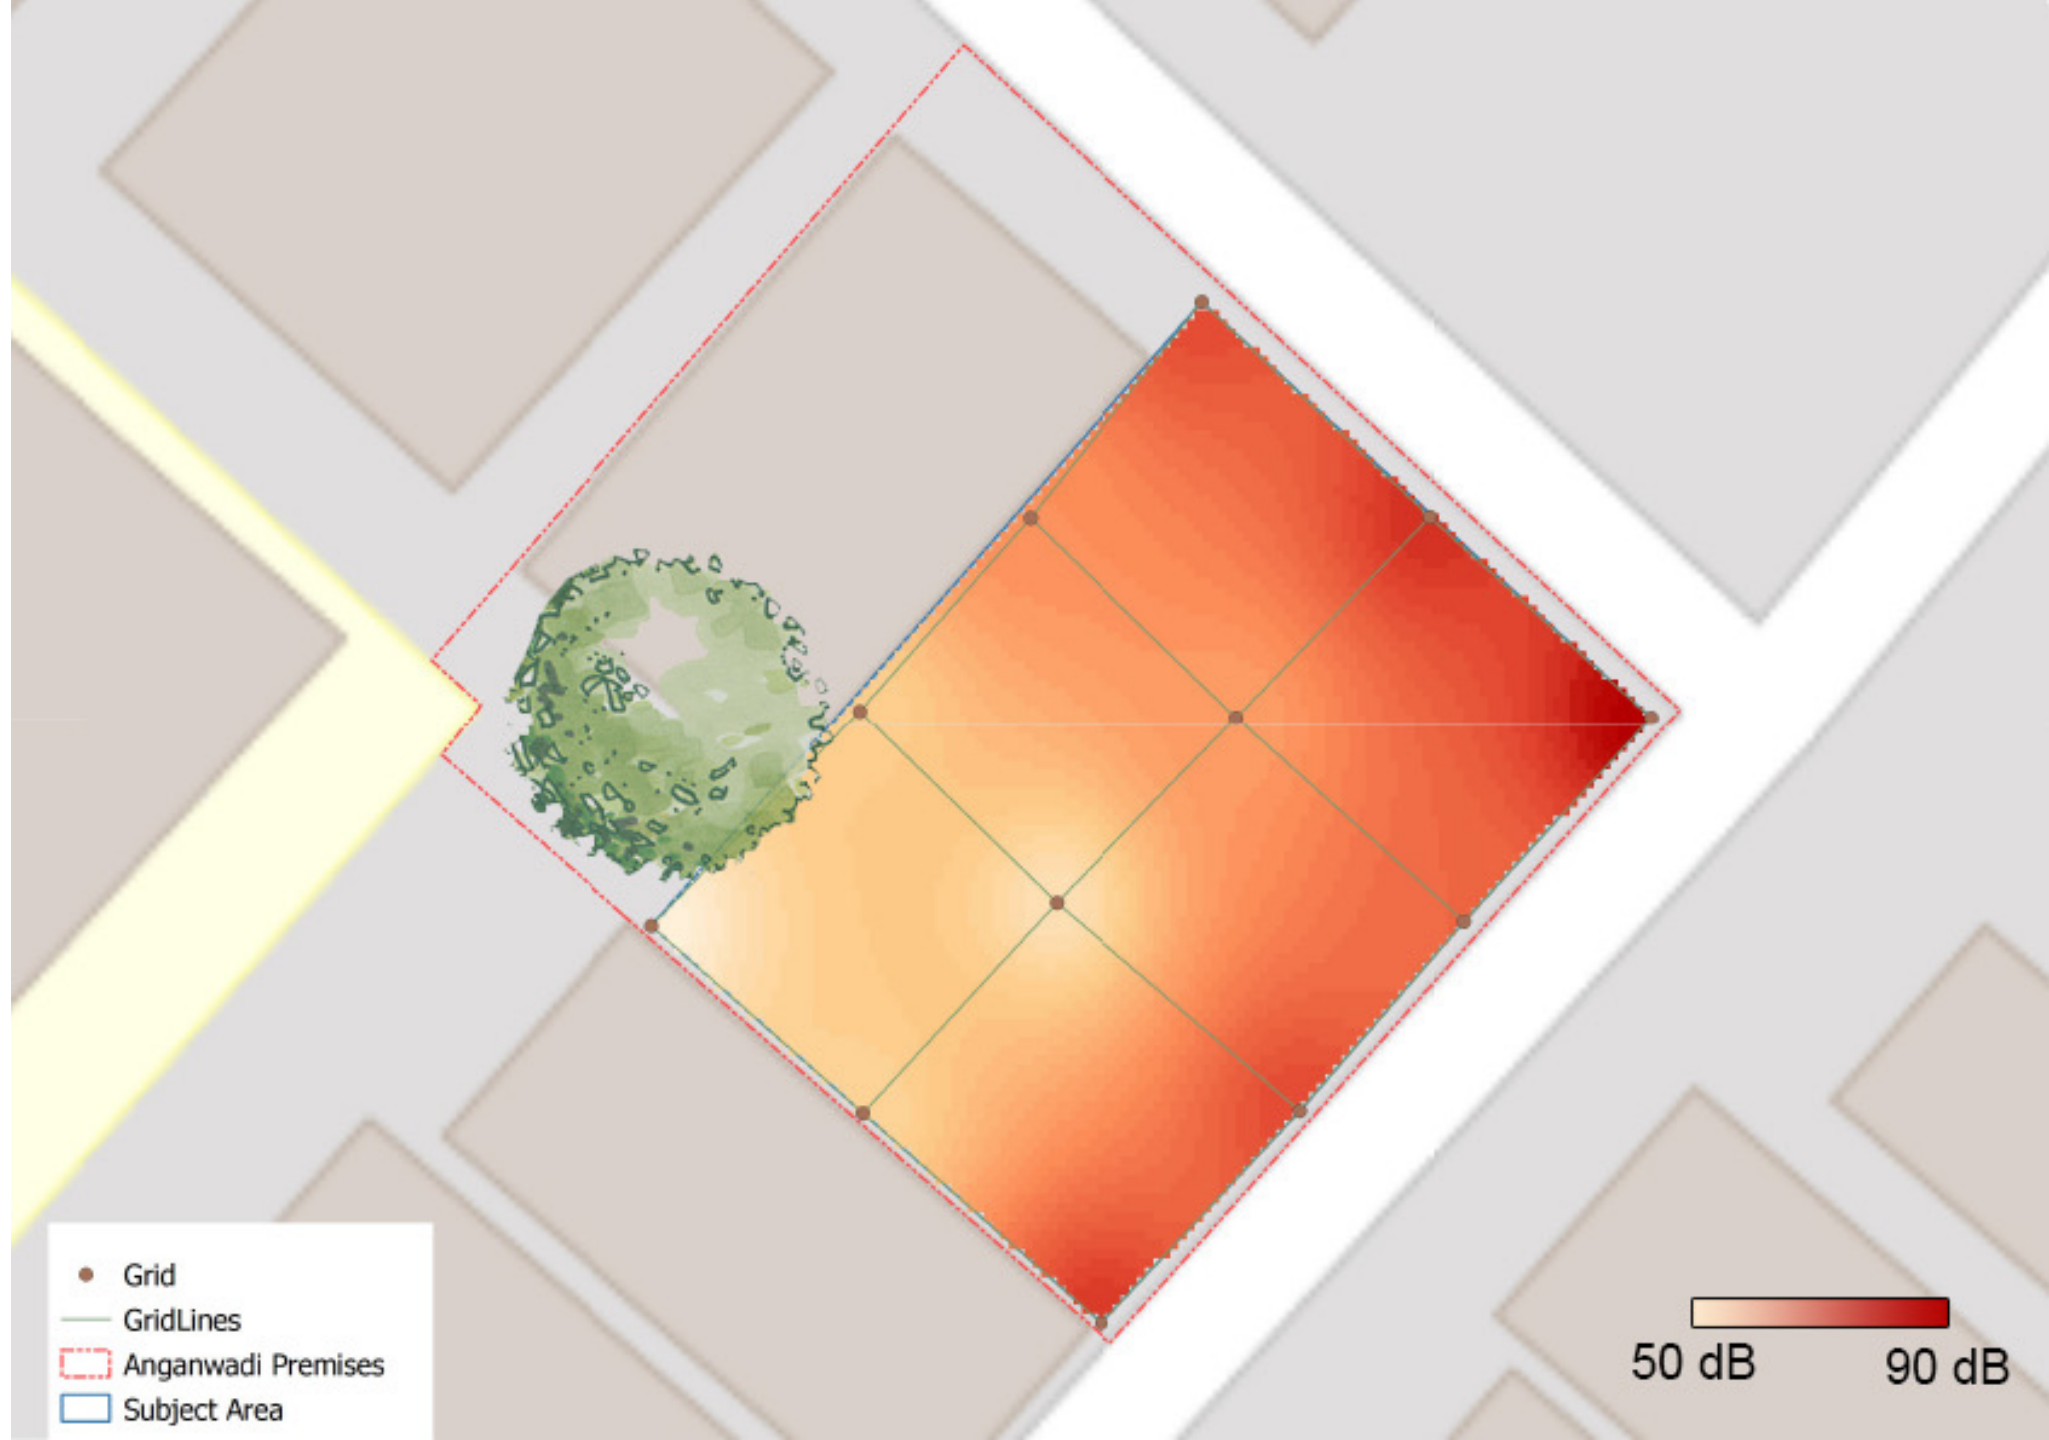 Grid
GridLines
Anganwadi Premises
Subject Area
50 dB
90 dB